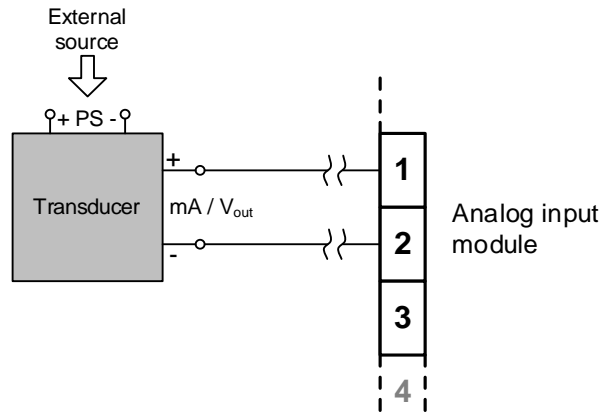 External
source
+ PS -
+
Transducer
mA / Vout
-
1
2
3
4
Analog input
module